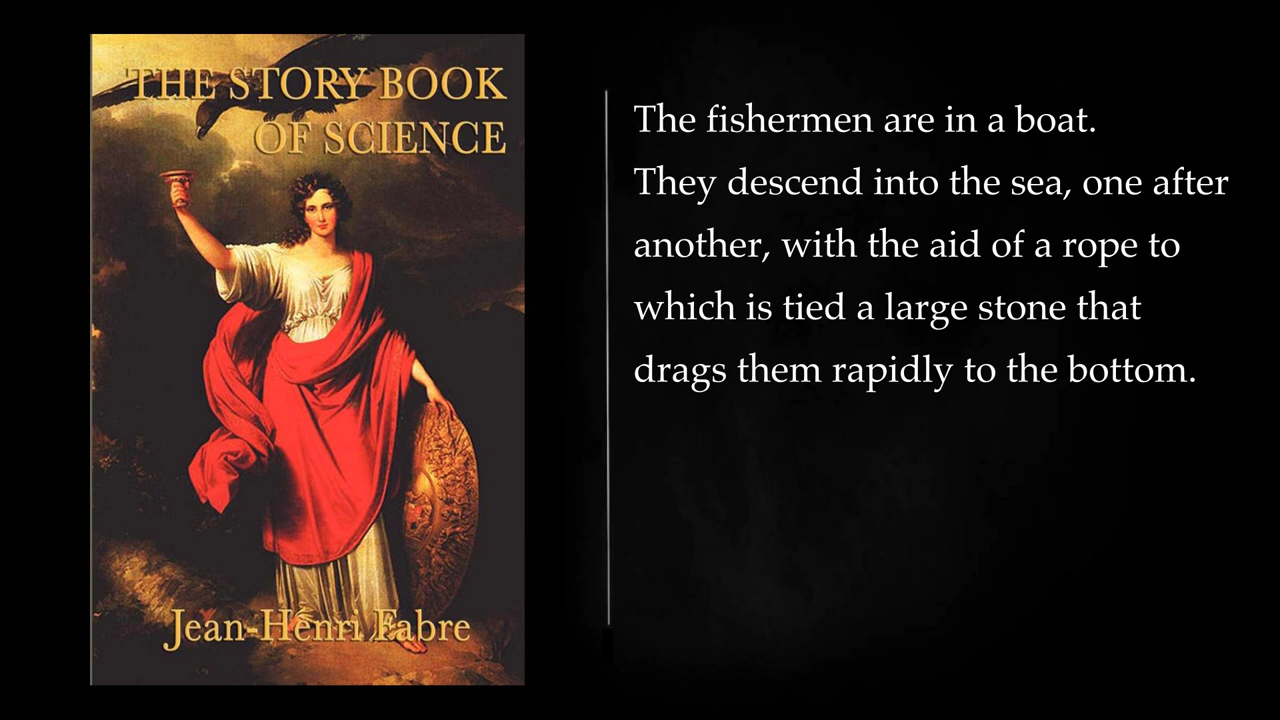 THE STORY BOOK
OF SCIENCE
Jean-Henri Fabre
The fishermen are in a boat.
They descend into the sea, one after
another, with the aid of a rope to
which is tied a large stone that
drags them rapidly to the bottom.